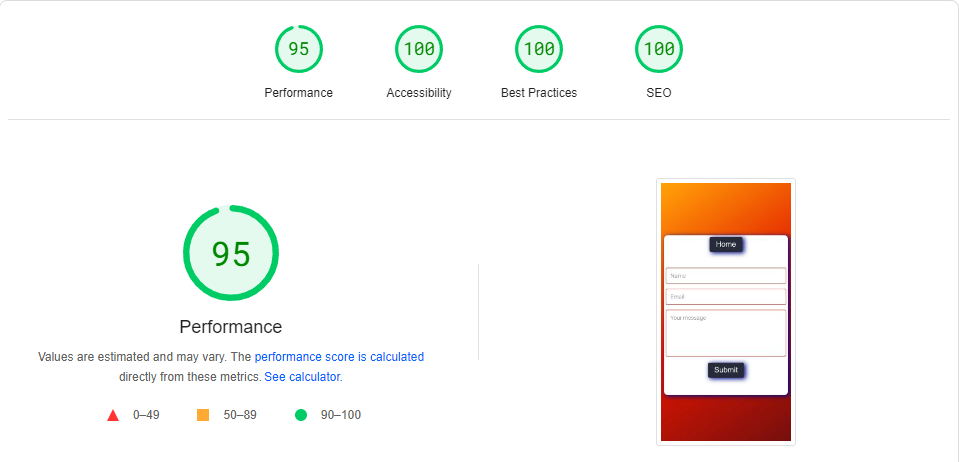 95 100 100 100
Performance Accessibility Best Practices SEO
95
Performance
Values are estimated and may vary. The performance score is calculated
directly from these metrics. See calculator.
0–49 50–89 90–100
Home
Name
Email
Your message
Submit